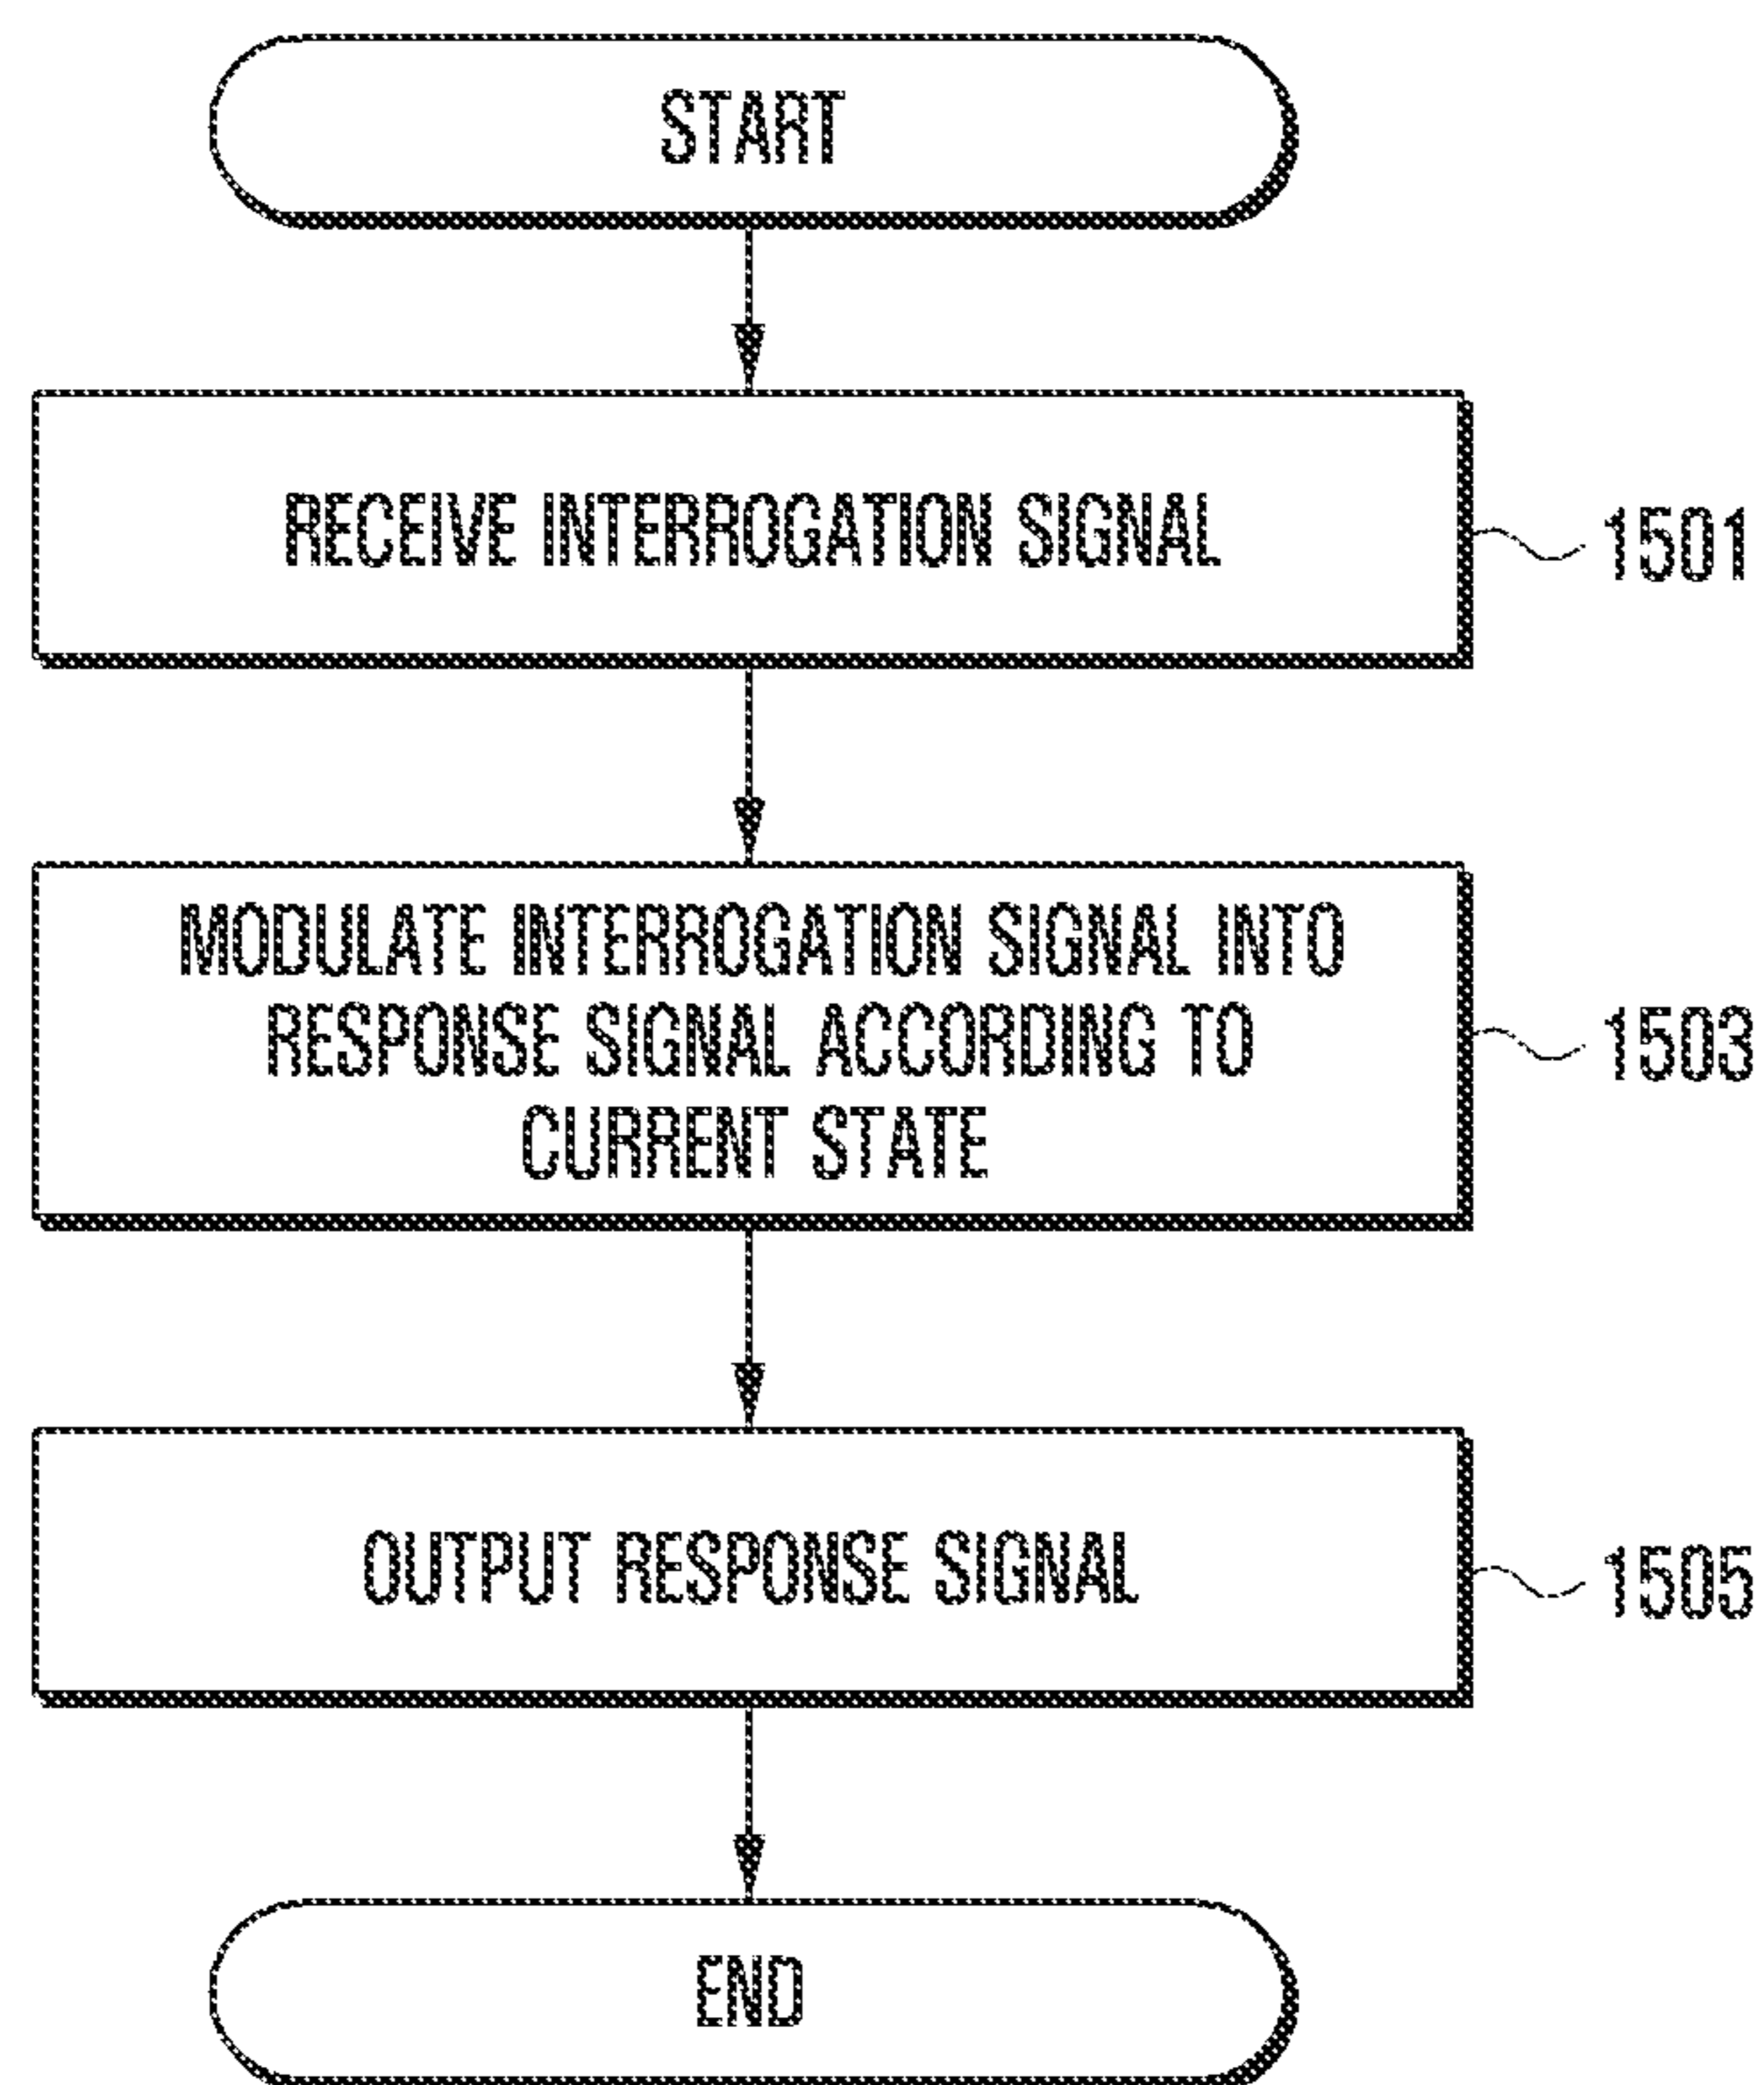 START
RECEIVE INTERROGATION SIGNAL
1501
MODULATE INTERROGATION SIGNAL INTO
RESPONSE SIGNAL ACCORDING TO
CURRENT STATE
1503
OUTPUT RESPONSE SIGNAL
1505
END